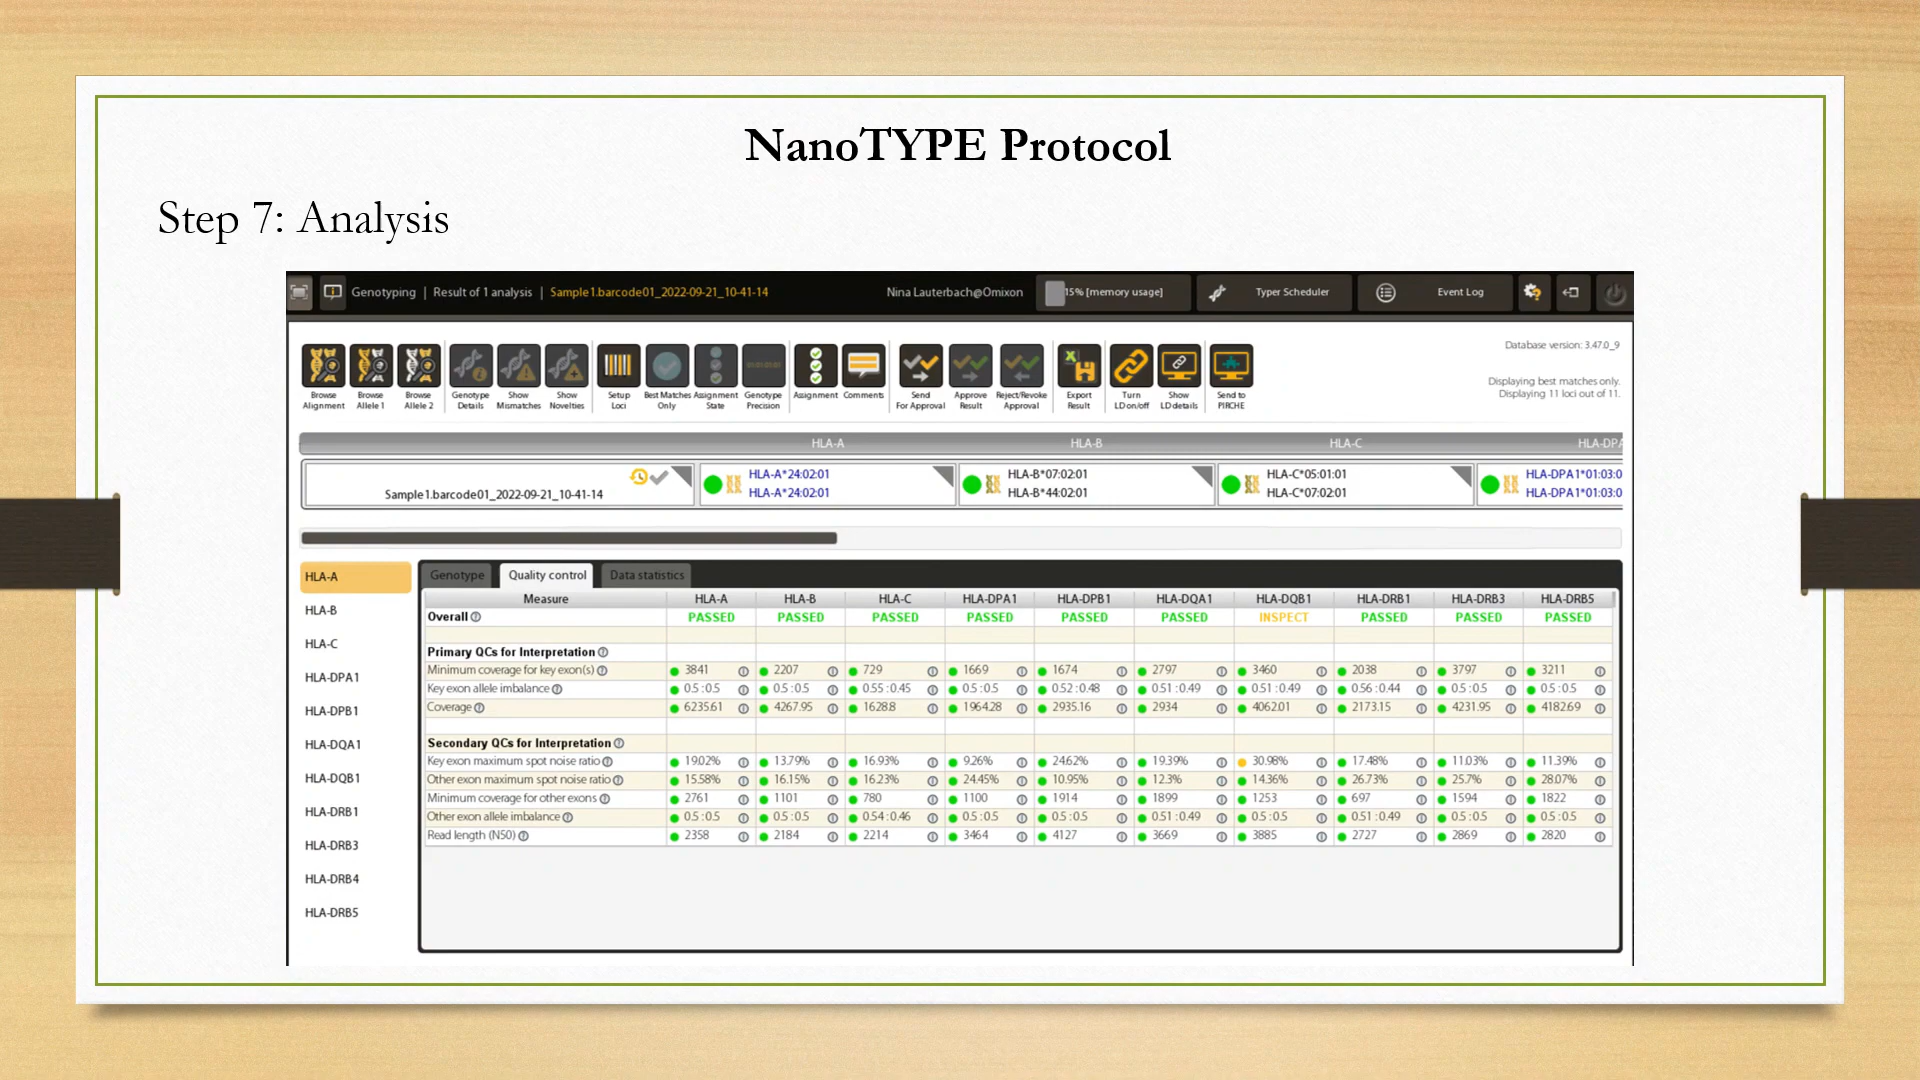 NanoTYPE Protocol
Step 7: Analysis
Genotyping | Result of 1 analysis | Sample1.barcode01_2022-09-21_10-41-14
Nina Lauterbach@Omixon
15% [memory usage]
Typer Scheduler
Event Log
Browse Alignment
Browse Allele 1
Browse Allele 2
Genotype Details
Show Mismatches
Show Novelties
Setup Loci
Best Matches Only
Assignment State
Genotype Precision
Assignment
Comments
Send For Approval
Approve Result
Reject/Revoke Approval
Export Result
Turn LD on/off
Show LD details
Send to PIRCHE
Database version: 3.47.0_9
Displaying best matches only.
Displaying 11 loci out of 11.
HLA-A HLA-B HLA-C HLA-DPA
Sample1.barcode01_2022-09-21_10-41-14
HLA-A*24:02:01
HLA-A*24:02:01
HLA-B*07:02:01
HLA-B*44:02:01
HLA-C*05:01:01
HLA-C*07:02:01
HLA-DPA1*01:03:0
HLA-DPA1*01:03:0
HLA-A
HLA-B
HLA-C
HLA-DPA1
HLA-DPB1
HLA-DQA1
HLA-DQB1
HLA-DRB1
HLA-DRB3
HLA-DRB4
HLA-DRB5
Genotype Quality control Data statistics
Measure HLA-A HLA-B HLA-C HLA-DPA1 HLA-DPB1 HLA-DQA1 HLA-DQB1 HLA-DRB1 HLA-DRB3 HLA-DRB5
Overall PASSED PASSED PASSED PASSED PASSED PASSED INSPECT PASSED PASSED PASSED
Primary QCs for Interpretation
Minimum coverage for key exon(s) 3841 2207 729 1669 1674 2797 3460 2038 3797 3211
Key exon allele imbalance 0.5 : 0.5 0.5 : 0.5 0.55 : 0.45 0.5 : 0.5 0.52 : 0.48 0.51 : 0.49 0.51 : 0.49 0.56 : 0.44 0.5 : 0.5 0.5 : 0.5
Coverage 6235.61 4267.95 1628.8 1964.28 2935.16 2934 4062.01 2173.15 4231.95 4182.69
Secondary QCs for Interpretation
Key exon maximum spot noise ratio 19.02% 13.79% 16.93% 9.26% 24.62% 19.39% 30.98% 17.48% 11.03% 11.39%
Other exon maximum spot noise ratio 15.58% 16.15% 16.23% 24.45% 10.95% 12.3% 14.36% 26.73% 25.7% 28.07%
Minimum coverage for other exons 2761 1101 780 1100 1914 1899 1253 697 1594 1822
Other exon allele imbalance 0.5 : 0.5 0.5 : 0.5 0.54 : 0.46 0.5 : 0.5 0.5 : 0.5 0.51 : 0.49 0.5 : 0.5 0.51 : 0.49 0.5 : 0.5 0.5 : 0.5
Read length (N50) 2358 2184 2214 3464 4127 3669 3885 2727 2869 2820